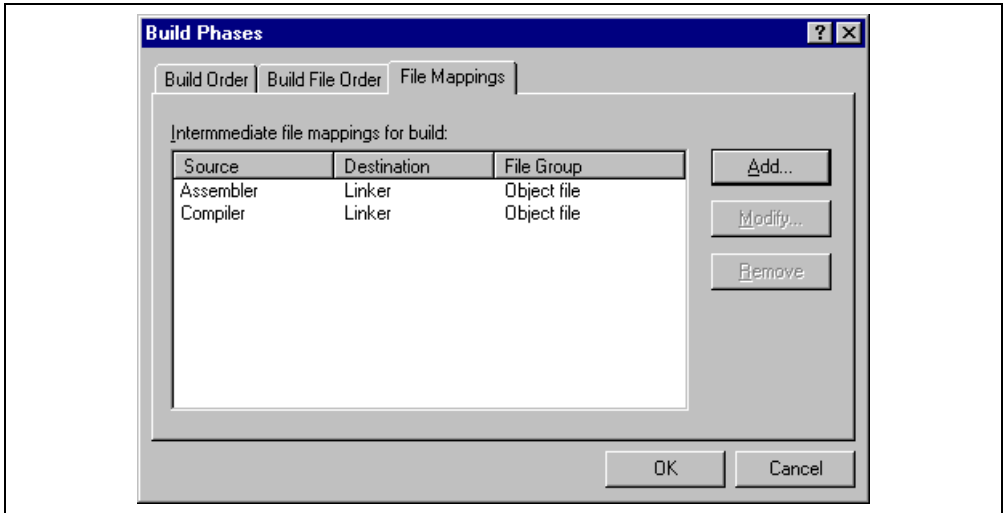 Build Phases
Build Order Build File Order File Mappings
Intermmediate file mappings for build:
Source Destination File Group
Assembler Linker Object file
Compiler Linker Object file
Add...
Modify...
Remove
OK Cancel